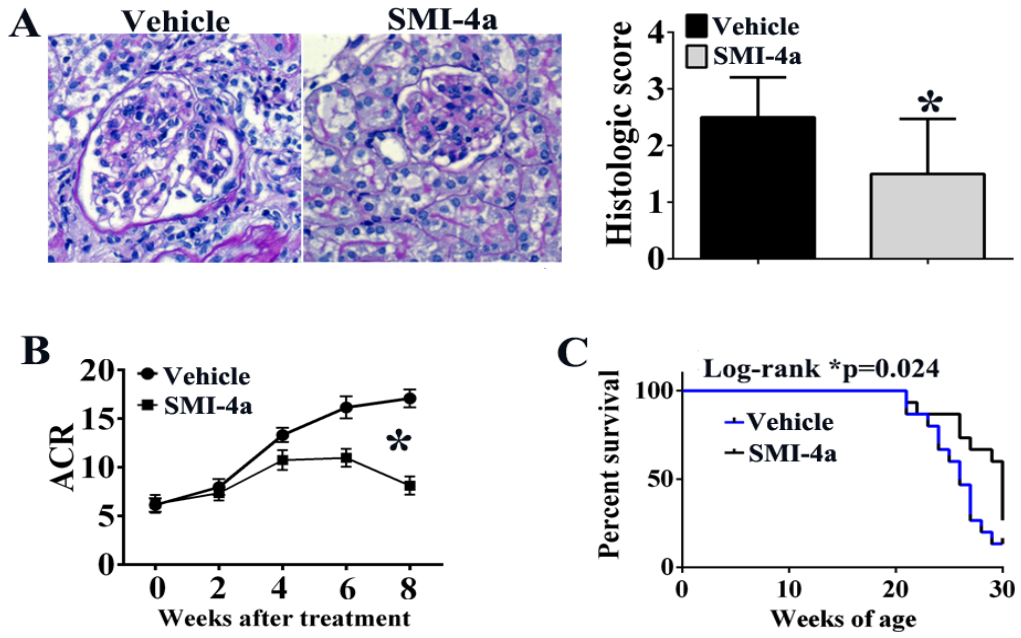 A
Vehicle
SMI-4a
Histologic score
4
3
2
1
0
Vehicle
SMI-4a
*
B
ACR
20
15
10
5
0
Vehicle
SMI-4a
*
0 2 4 6 8
Weeks after treatment
C
Percent survival
100
50
0
Log-rank *p=0.024
Vehicle
SMI-4a
0 10 20 30
Weeks of age